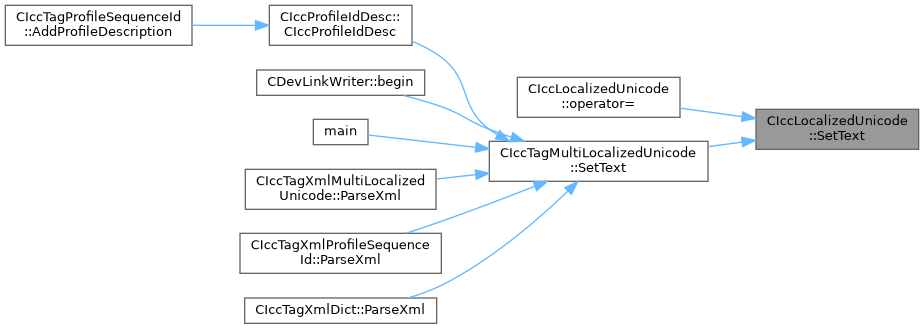 CIccTagProfileSequenceId
::AddProfileDescription
CIccProfileIdDesc::
CIccProfileIdDesc
CDevLinkWriter::begin
main
CIccTagXmlMultiLocalized
Unicode::ParseXml
CIccTagXmlProfileSequence
Id::ParseXml
CIccTagXmlDict::ParseXml
CIccLocalizedUnicode
::operator=
CIccTagMultiLocalizedUnicode
::SetText
CIccLocalizedUnicode
::SetText